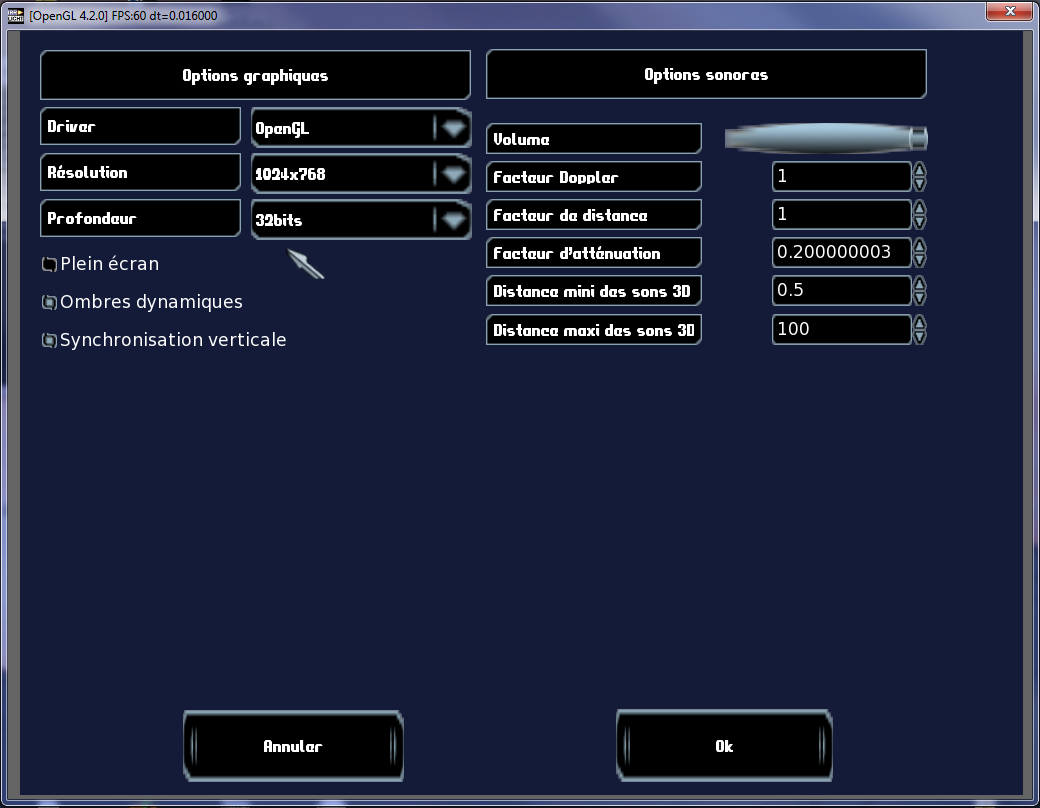 [OpenGL 4.2.0] FPS:60 dt=0.016000
Options graphiques
Driver
OpenGL
Résolution
1024x768
Profondeur
32bits
Plein écran
Ombres dynamiques
Synchronisation verticale
Options sonores
Volume
Facteur Doppler
1
Facteur de distance
1
Facteur d'atténuation
0.200000003
Distance mini des sons 3D
0.5
Distance maxi des sons 3D
100
Annuler
Ok